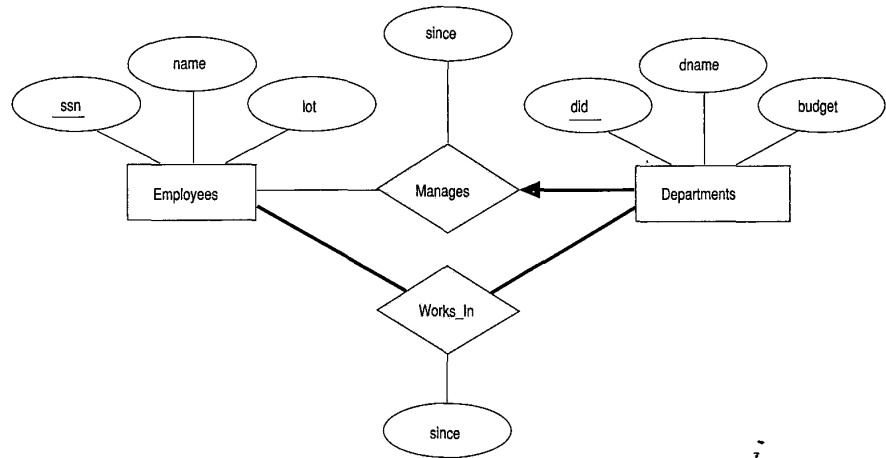 since
name
dname
ssn
lot
did
budget
Employees
Manages
Departments
Works_In
since